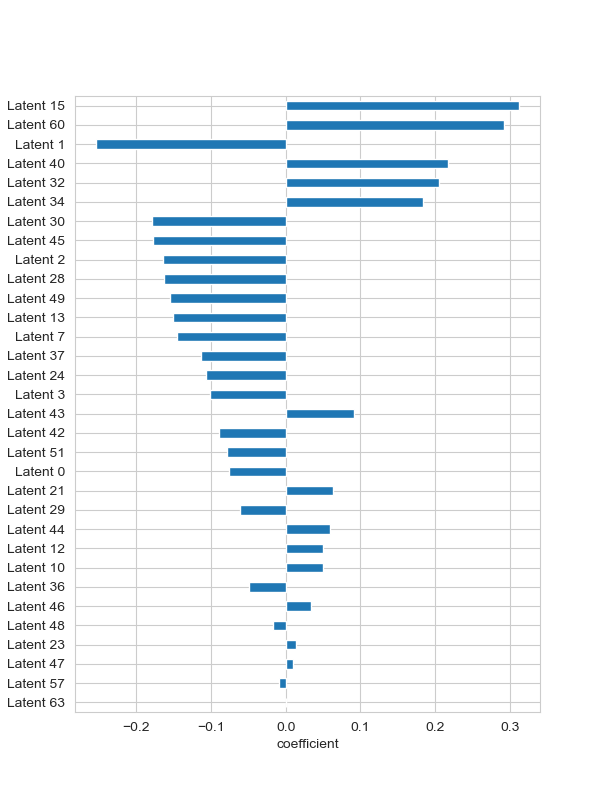 Latent 15
Latent 60
Latent 1
Latent 40
Latent 32
Latent 34
Latent 30
Latent 45
Latent 2
Latent 28
Latent 49
Latent 13
Latent 7
Latent 37
Latent 24
Latent 3
Latent 43
Latent 42
Latent 51
Latent 0
Latent 21
Latent 29
Latent 44
Latent 12
Latent 10
Latent 36
Latent 46
Latent 48
Latent 23
Latent 47
Latent 57
Latent 63
−0.2 −0.1 0.0 0.1 0.2 0.3
coefficient